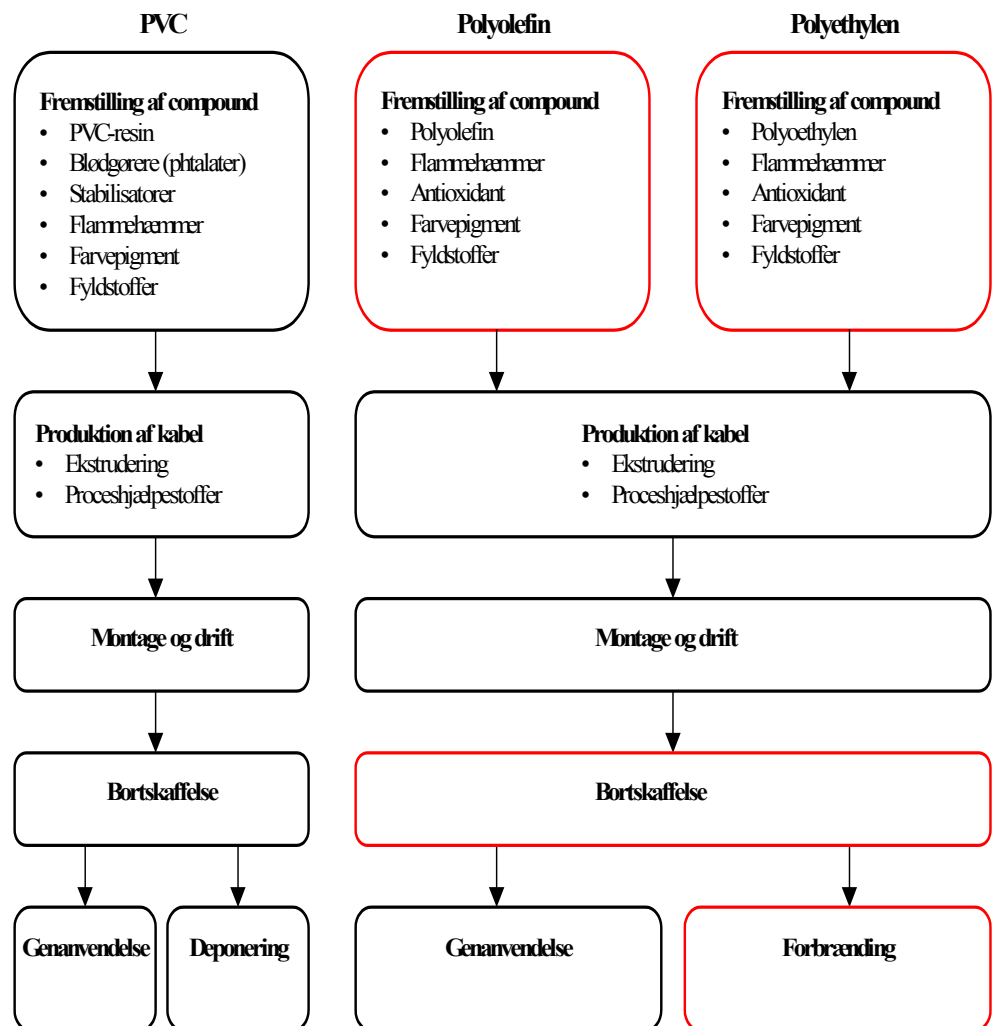 PVC
Polyolefin
Polyethylen
Fremstilling af compound
• PVC-resin
• Blødgørere (phtalater)
• Stabilisatorer
• Flammehæmmer
• Farvepigment
• Fyldstoffer
Fremstilling af compound
• Polyolefin
• Flammehæmmer
• Antioxidant
• Farvepigment
• Fyldstoffer
Fremstilling af compound
• Polyoethylen
• Flammehæmmer
• Antioxidant
• Farvepigment
• Fyldstoffer
Produktion af kabel
• Ekstrudering
• Proceshjælpestoffer
Produktion af kabel
• Ekstrudering
• Proceshjælpestoffer
Montage og drift
Montage og drift
Bortskaffelse
Bortskaffelse
Genanvendelse
Deponering
Genanvendelse
Forbrænding